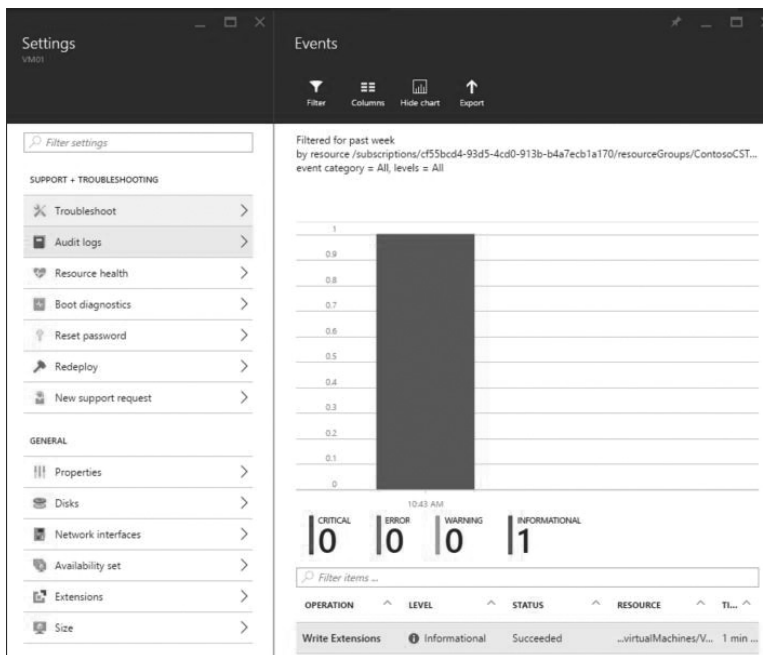 Settings
VM01
Filter settings
SUPPORT + TROUBLESHOOTING
Troubleshoot
Audit logs
Resource health
Boot diagnostics
Reset password
Redeploy
New support request
GENERAL
Properties
Disks
Network interfaces
Availability set
Extensions
Size
Events
Filter
Columns
Hide chart
Export
Filtered for past week
by resource /subscriptions/cf55bcd4-93d5-4cd0-913b-b4a7ecb1a170/resourceGroups/ContosoCST...
event category = All, levels = All
1
0.9
0.8
0.7
0.6
0.5
0.4
0.3
0.2
0.1
0
10:43 AM
CRITICAL
0
ERROR
0
WARNING
0
INFORMATIONAL
1
Filter items ...
OPERATION LEVEL STATUS RESOURCE TI...
Write Extensions Informational Succeeded ...virtualMachines/V... 1 min ...